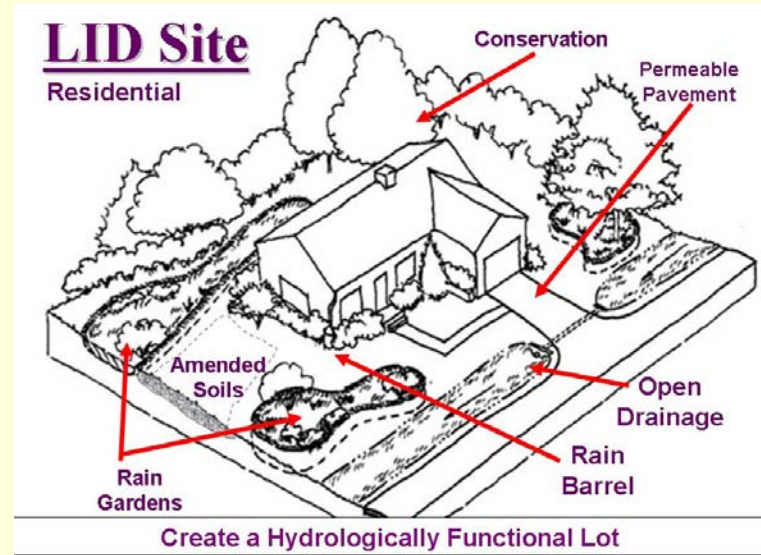 LID Site
Residential
Conservation
Permeable
Pavement
Amended
Soils
Open
Drainage
Rain
Barrel
Rain
Gardens
Create a Hydrologically Functional Lot